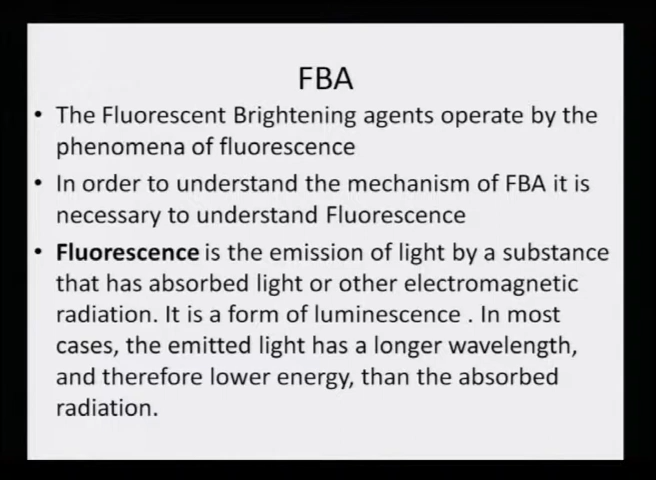 FBA
• The Fluorescent Brightening agents operate by the
phenomena of fluorescence
• In order to understand the mechanism of FBA it is
necessary to understand Fluorescence
• Fluorescence is the emission of light by a substance
that has absorbed light or other electromagnetic
radiation. It is a form of luminescence . In most
cases, the emitted light has a longer wavelength,
and therefore lower energy, than the absorbed
radiation.